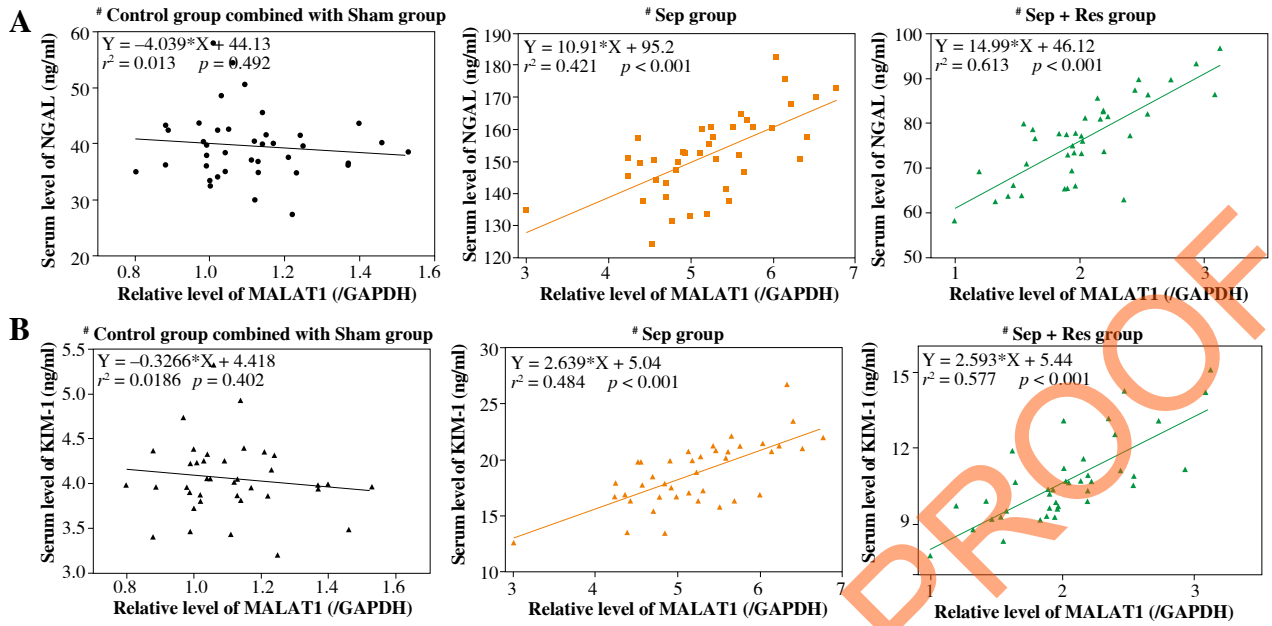 A
# Control group combined with Sham group
Y = –4.039*X + 44.13
r² = 0.013 p = 0.492
Serum level of NGAL (ng/ml)
60
50
40
30
20
0.8 1.0 1.2 1.4 1.6
Relative level of MALAT1 (/GAPDH)
# Sep group
Y = 10.91*X + 95.2
r² = 0.421 p < 0.001
Serum level of NGAL (ng/ml)
190
180
170
160
150
140
130
120
3 4 5 6 7
Relative level of MALAT1 (/GAPDH)
# Sep + Res group
Y = 14.99*X + 46.12
r² = 0.613 p < 0.001
Serum level of NGAL (ng/ml)
100
90
80
70
60
50
1 2 3
Relative level of MALAT1 (/GAPDH)
B
# Control group combined with Sham group
Y = –0.3266*X + 4.418
r² = 0.0186 p = 0.402
Serum level of KIM-1 (ng/ml)
5.5
5.0
4.5
4.0
3.5
3.0
0.8 1.0 1.2 1.4 1.6
Relative level of MALAT1 (/GAPDH)
# Sep group
Y = 2.639*X + 5.04
r² = 0.484 p < 0.001
Serum level of KIM-1 (ng/ml)
30
25
20
15
10
3 4 5 6 7
Relative level of MALAT1 (/GAPDH)
# Sep + Res group
Y = 2.593*X + 5.44
r² = 0.577 p < 0.001
Serum level of KIM-1 (ng/ml)
15
12
9
1 2 3
Relative level of MALAT1 (/GAPDH)
PROOF